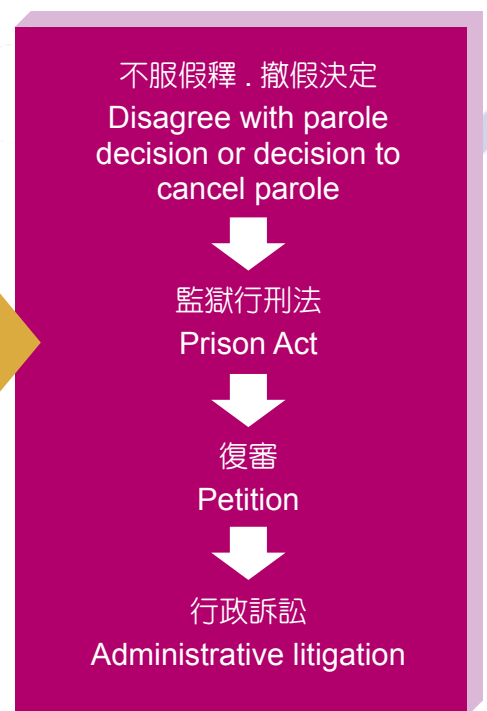 不服假釋 . 撤假決定
Disagree with parole
decision or decision to
cancel parole
監獄行刑法
Prison Act
復審
Petition
行政訴訟
Administrative litigation